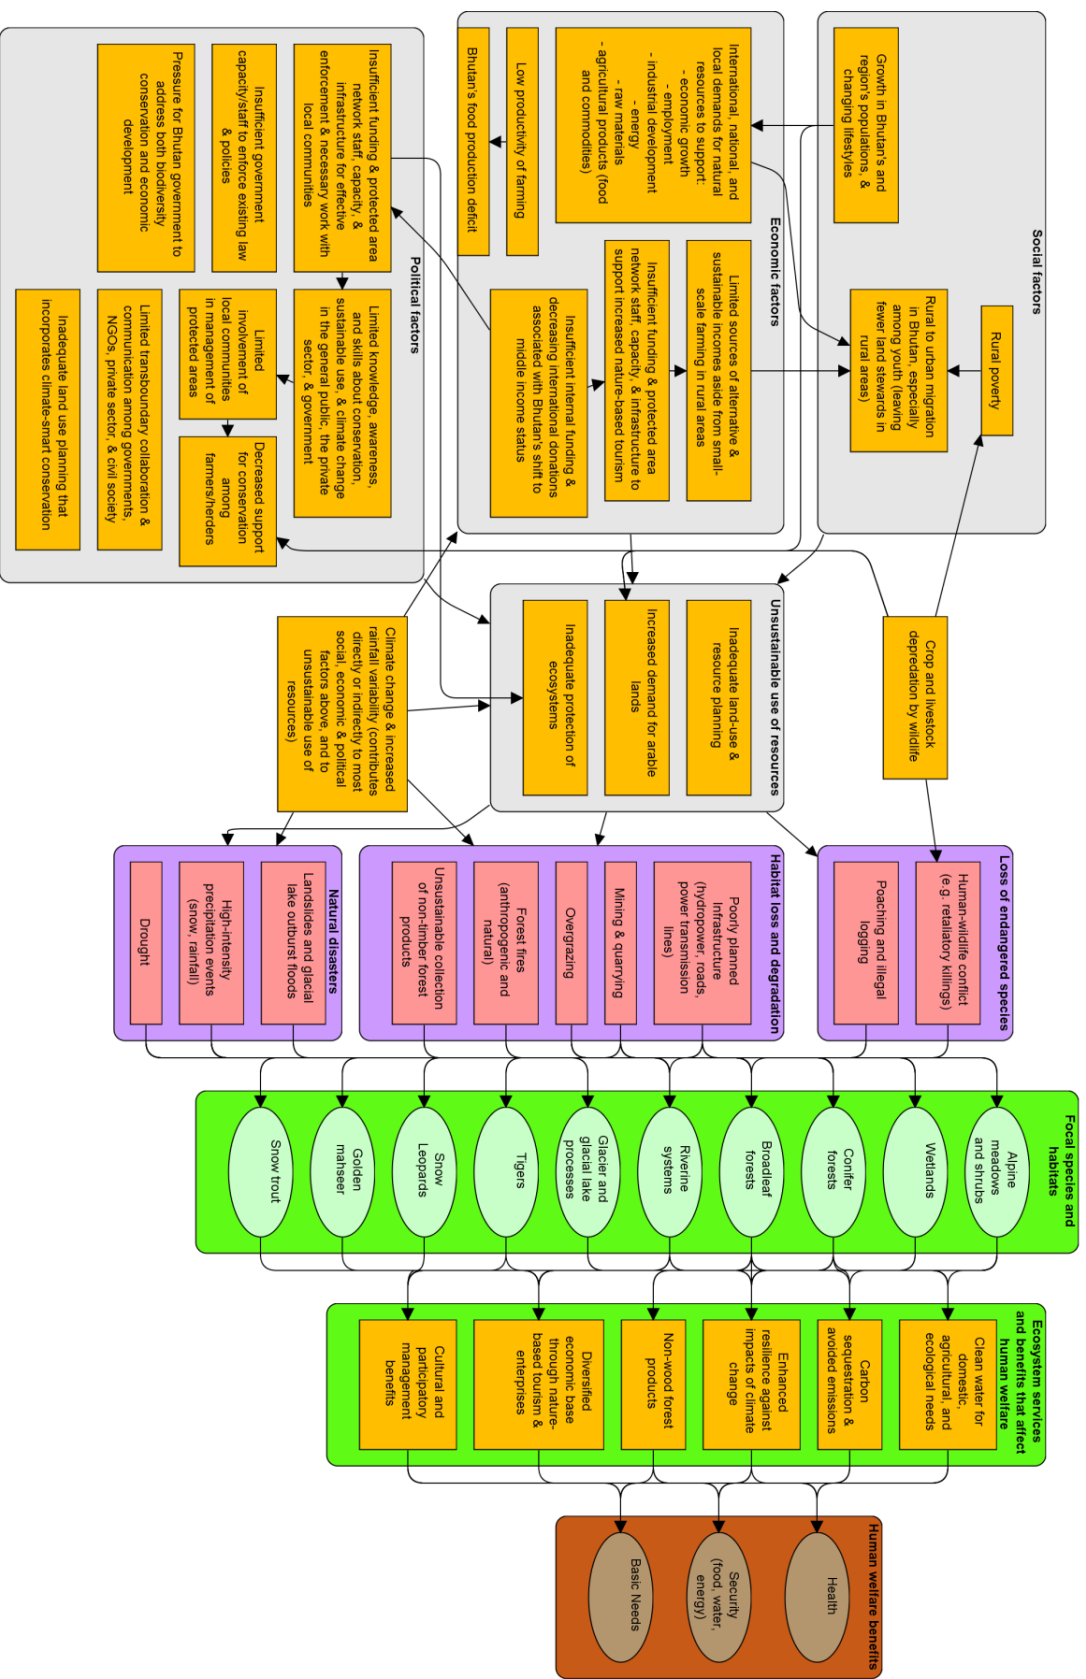 Social factors
Growth in Bhutan's and
region's populations, &
changing lifestyles
Rural poverty
Rural to urban migration
in Bhutan, especially
among youth (leaving
fewer land stewards in
rural areas)
Economic factors
International, national, and
local demands for natural
resources to support:
- economic growth
- employment
- industrial development
- energy
- raw materials
- agricultural products (food
and commodities)
Low productivity of farming
Bhutan's food production deficit
Limited sources of alternative &
sustainable incomes aside from small-
scale farming in rural areas
Insufficient funding & protected area
network staff, capacity, & infrastructure to
support increased nature-based tourism
Insufficient internal funding &
decreasing international donations
associated with Bhutan's shift to
middle income status
Political factors
Insufficient funding & protected area
network staff, capacity, &
infrastructure for effective
enforcement & necessary work with
local communities
Insufficient government
capacity/staff to enforce existing law
& policies
Pressure for Bhutan government to
address both biodiversity
conservation and economic
development
Limited knowledge, awareness,
and skills about conservation,
sustainable use, & climate change
in the general public, the private
sector, & government
Limited
involvement of
local communities
in management of
protected areas
Decreased support
for conservation
among
farmers/herders
Limited transboundary collaboration &
communication among governments,
NGOs, private sector, & civil society
Inadequate land use planning that
incorporates climate-smart conservation
Crop and livestock
depredation by wildlife
Unsustainable use of resources
Inadequate land-use &
resource planning
Increased demand for arable
lands
Inadequate protection of
ecosystems
Climate change & increased
rainfall variability (contributes
directly or indirectly to most
social, economic & political
factors above, and to
unsustainable use of
resources)
Loss of endangered species
Human-wildlife conflict
(e.g. retaliatory killings)
Poaching and illegal
logging
Habitat loss and degradation
Poorly planned
Infrastructure
(hydropower, roads,
power transmission
lines)
Mining & quarrying
Overgrazing
Forest fires
(anthropogenic and
natural)
Unsustainable collection
of non-timber forest
products
Natural disasters
Landslides and glacial
lake outburst floods
High-intensity
precipitation events
(snow, rainfall)
Drought
Focal species and
habitats
Alpine
meadows
and shrubs
Wetlands
Conifer
forests
Broadleaf
forests
Riverine
systems
Glacier and
glacial lake
processes
Tigers
Snow
Leopards
Golden
mahseer
Snow trout
Ecosystem services
and benefits that affect
human welfare
Clean water for
domestic,
agricultural, and
ecological needs
Carbon
sequestration &
avoided emissions
Enhanced
resilience against
impacts of climate
change
Non-wood forest
products
Diversified
economic base
through nature-
based tourism &
enterprises
Cultural and
participatory
management
benefits
Human welfare benefits
Health
Security
(food, water,
energy)
Basic Needs